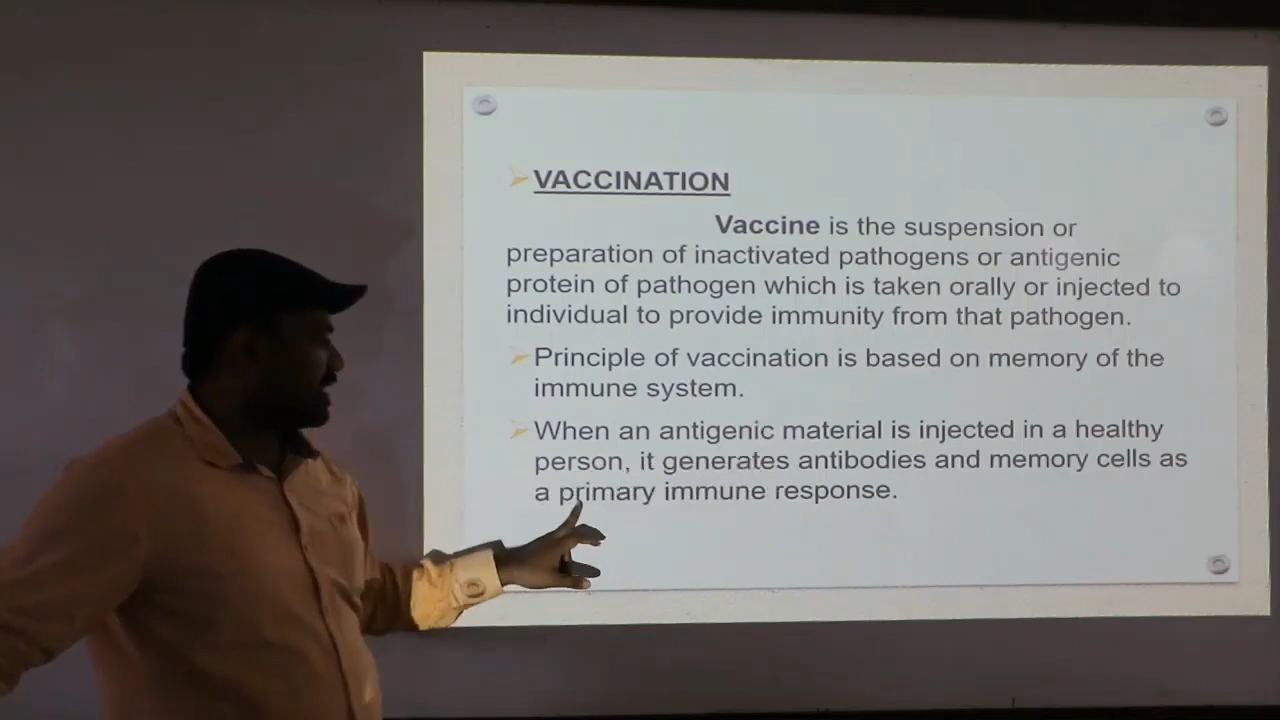 VACCINATION
Vaccine is the suspension or
preparation of inactivated pathogens or antigenic
protein of pathogen which is taken orally or injected to
individual to provide immunity from that pathogen.
Principle of vaccination is based on memory of the
immune system.
When an antigenic material is injected in a healthy
person, it generates antibodies and memory cells as
a primary immune response.